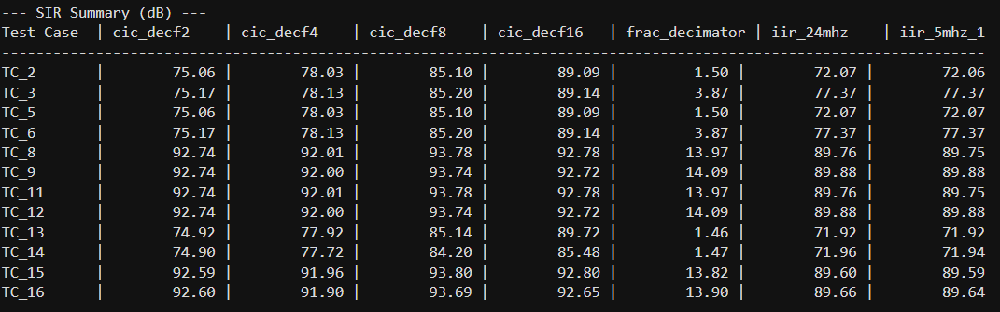 --- SIR Summary (dB) ---
Test Case  | cic_decf2    | cic_decf4    | cic_decf8    | cic_decf16   | frac_decimator | iir_24mhz    | iir_5mhz_1
-------------------------------------------------------------------------------------------------------------------
TC_2       |        75.06 |        78.03 |        85.10 |        89.09 |         1.50 |        72.07 |        72.06
TC_3       |        75.17 |        78.13 |        85.20 |        89.14 |         3.87 |        77.37 |        77.37
TC_5       |        75.06 |        78.03 |        85.10 |        89.09 |         1.50 |        72.07 |        72.07
TC_6       |        75.17 |        78.13 |        85.20 |        89.14 |         3.87 |        77.37 |        77.37
TC_8       |        92.74 |        92.01 |        93.78 |        92.78 |        13.97 |        89.76 |        89.75
TC_9       |        92.74 |        92.00 |        93.74 |        92.72 |        14.09 |        89.88 |        89.88
TC_11      |        92.74 |        92.01 |        93.78 |        92.78 |        13.97 |        89.76 |        89.75
TC_12      |        92.74 |        92.00 |        93.74 |        92.72 |        14.09 |        89.88 |        89.88
TC_13      |        74.92 |        77.92 |        85.14 |        89.72 |         1.46 |        71.92 |        71.92
TC_14      |        74.90 |        77.72 |        84.20 |        85.48 |         1.47 |        71.96 |        71.94
TC_15      |        92.59 |        91.96 |        93.80 |        92.80 |        13.82 |        89.60 |        89.59
TC_16      |        92.60 |        91.90 |        93.69 |        92.65 |        13.90 |        89.66 |        89.64